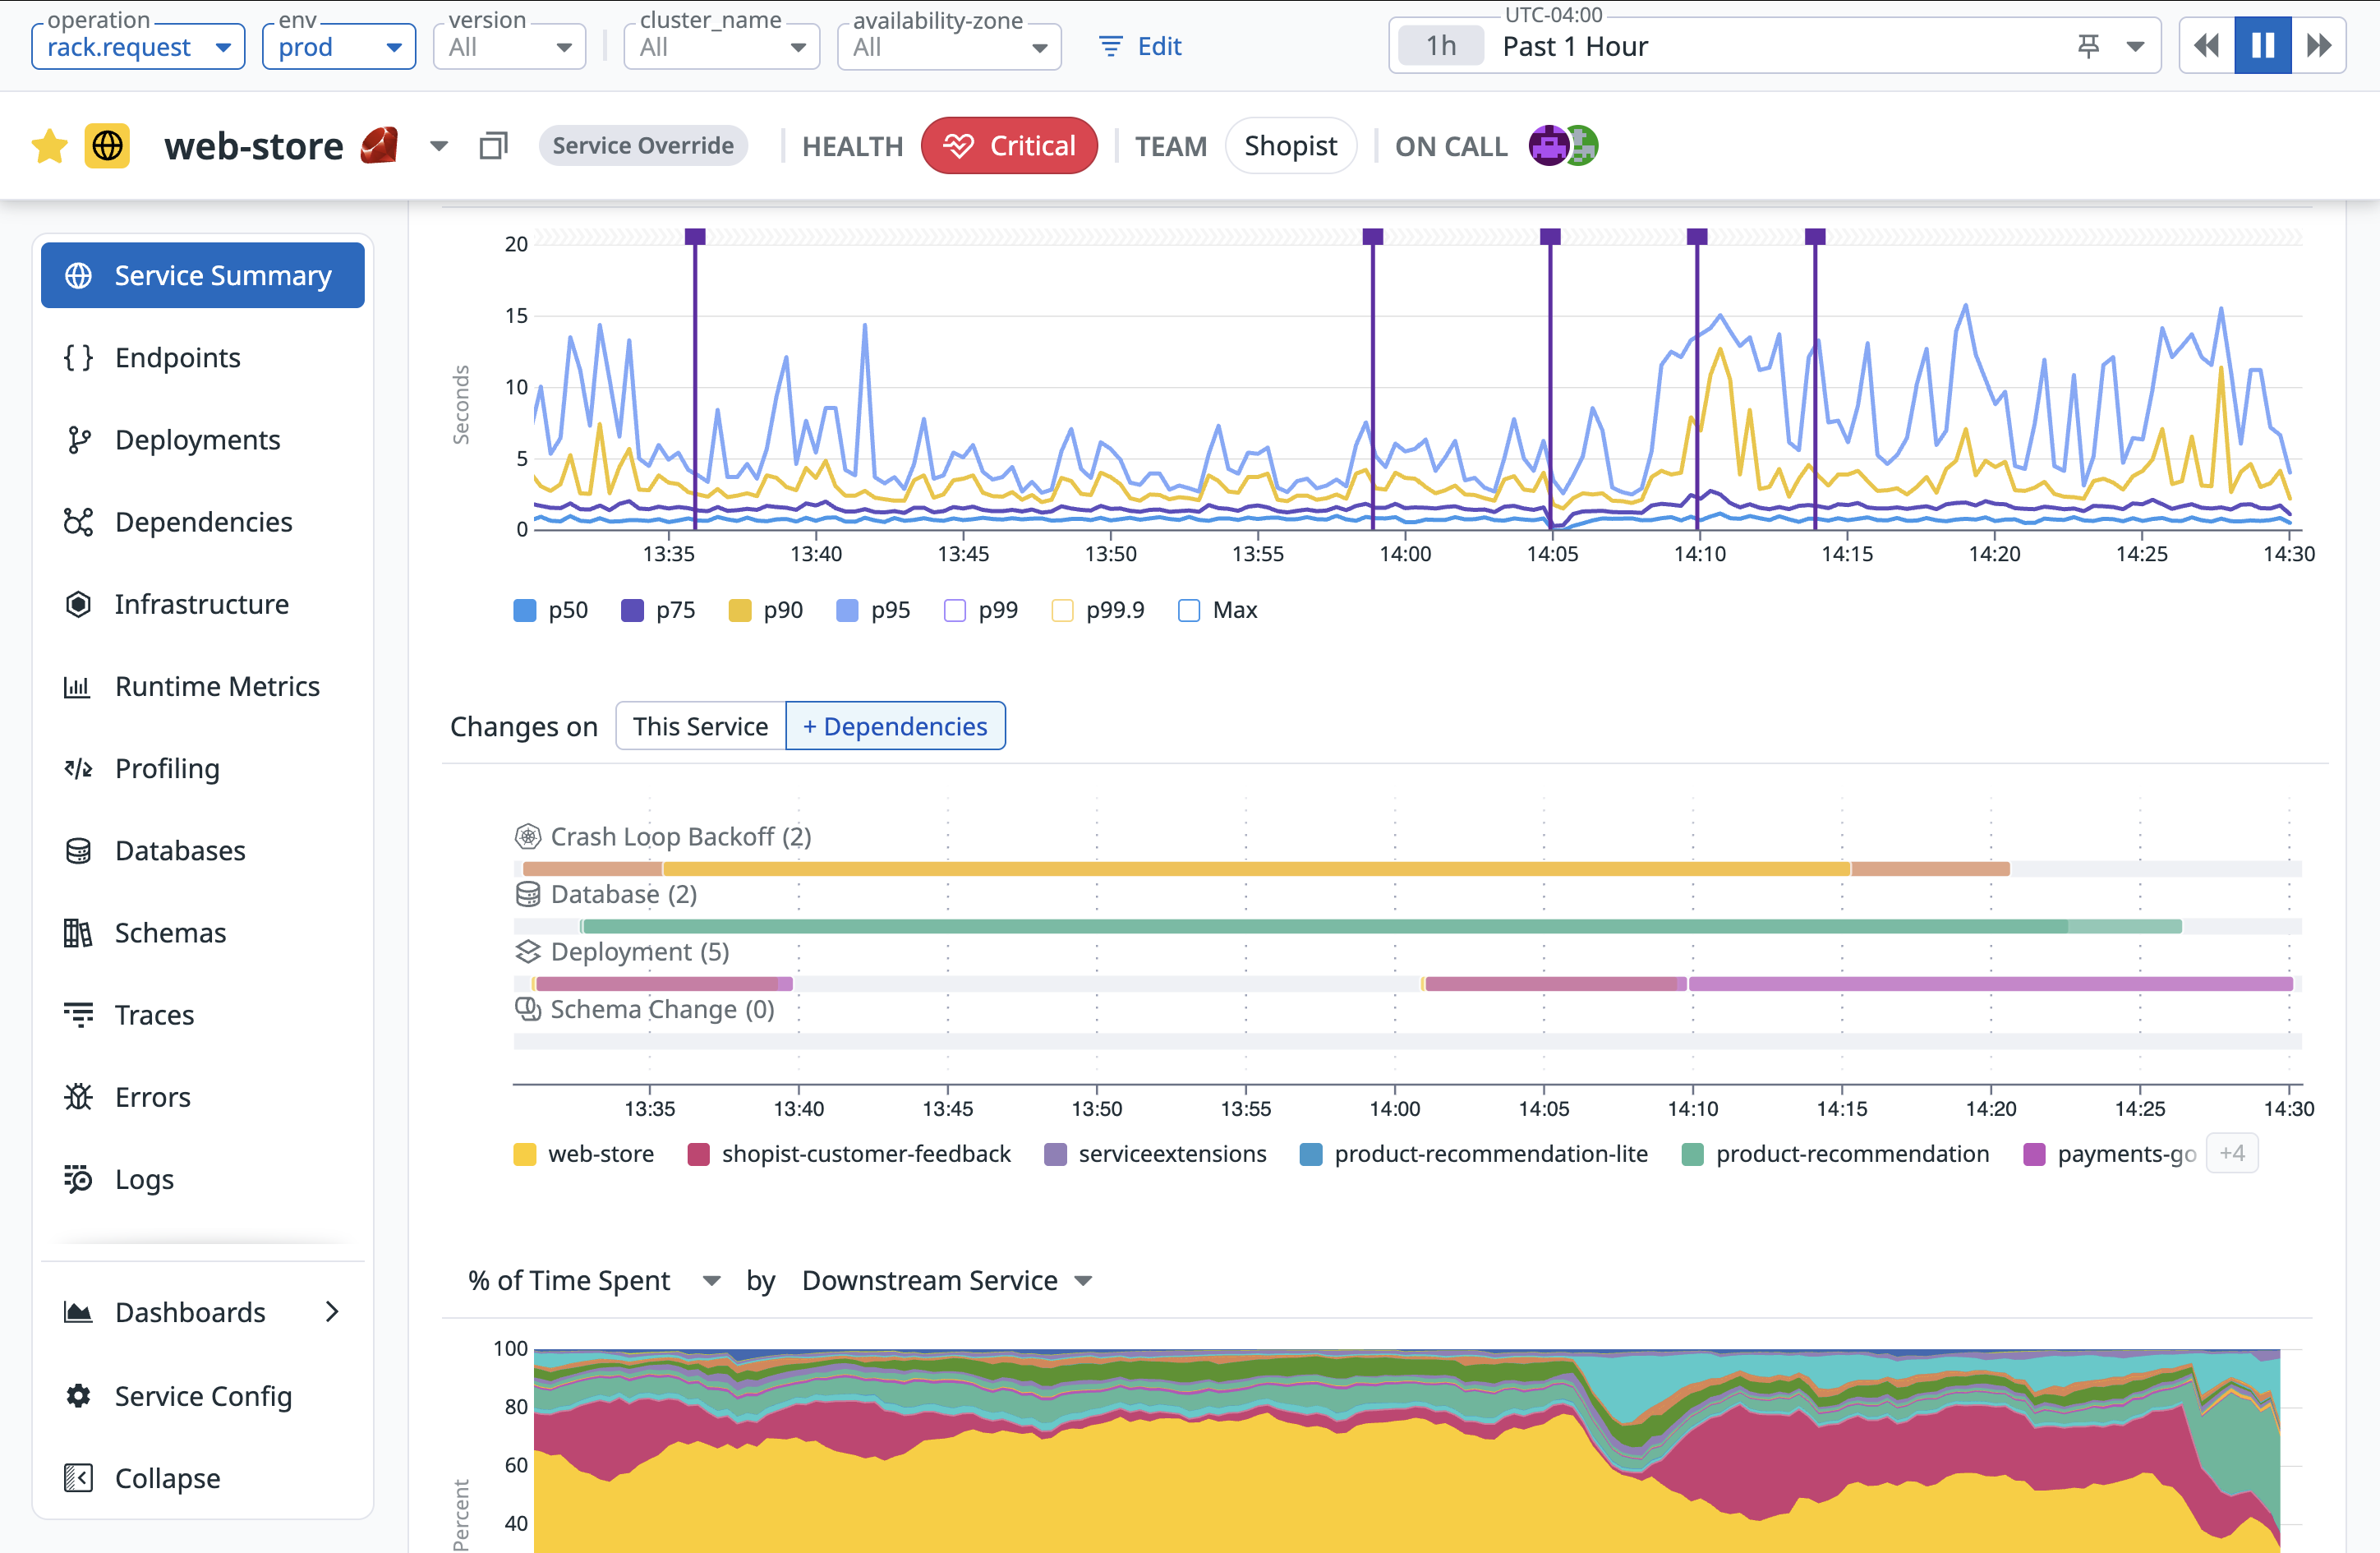 operation env version cluster_name availability-zone UTC-04:00
rack.request prod All All All Edit 1h Past 1 Hour
web-store Service Override HEALTH Critical TEAM Shopist ON CALL
Service Summary
Endpoints
Deployments
Dependencies
Infrastructure
Runtime Metrics
Profiling
Databases
Schemas
Traces
Errors
Logs
Dashboards
Service Config
Collapse
20
15
10
5
0
Seconds
13:35 13:40 13:45 13:50 13:55 14:00 14:05 14:10 14:15 14:20 14:25 14:30
p50 p75 p90 p95 p99 p99.9 Max
Changes on This Service + Dependencies
Crash Loop Backoff (2)
Database (2)
Deployment (5)
Schema Change (0)
13:35 13:40 13:45 13:50 13:55 14:00 14:05 14:10 14:15 14:20 14:25 14:30
web-store shopist-customer-feedback serviceextensions product-recommendation-lite product-recommendation payments-go +4
% of Time Spent by Downstream Service
100
80
60
40
Percent